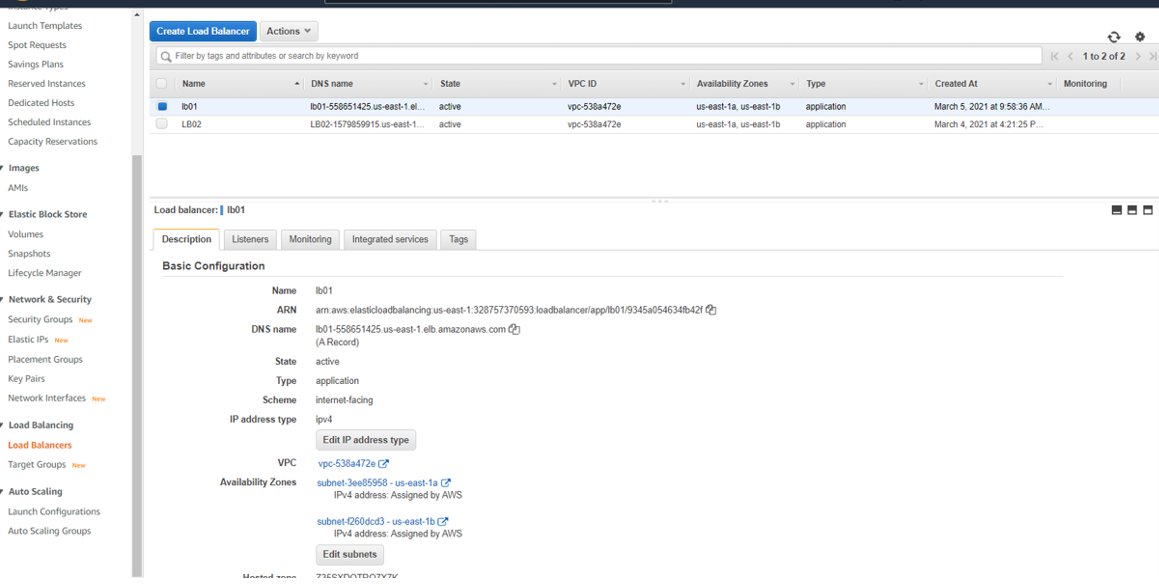 Instance Types
Launch Templates
Spot Requests
Savings Plans
Reserved Instances
Dedicated Hosts
Scheduled Instances
Capacity Reservations
Images
AMIs
Elastic Block Store
Volumes
Snapshots
Lifecycle Manager
Network & Security
Security Groups New
Elastic IPs New
Placement Groups
Key Pairs
Network Interfaces New
Load Balancing
Load Balancers
Target Groups New
Auto Scaling
Launch Configurations
Auto Scaling Groups
Create Load Balancer Actions
Filter by tags and attributes or search by keyword
1 to 2 of 2
Name DNS name State VPC ID Availability Zones Type Created At Monitoring
lb01 lb01-558651425.us-east-1.el... active vpc-538a472e us-east-1a, us-east-1b application March 5, 2021 at 9:58:36 AM...
LB02 LB02-1579859915.us-east-1... active vpc-538a472e us-east-1a, us-east-1b application March 4, 2021 at 4:21:25 P...
Load balancer: lb01
Description Listeners Monitoring Integrated services Tags
Basic Configuration
Name lb01
ARN arn:aws:elasticloadbalancing:us-east-1:328757370593:loadbalancer/app/lb01/9345a054634fb42f
DNS name lb01-558651425.us-east-1.elb.amazonaws.com
(A Record)
State active
Type application
Scheme internet-facing
IP address type ipv4
Edit IP address type
VPC vpc-538a472e
Availability Zones subnet-3ee85958 - us-east-1a
IPv4 address: Assigned by AWS
subnet-f260dcd3 - us-east-1b
IPv4 address: Assigned by AWS
Edit subnets
Hosted zone